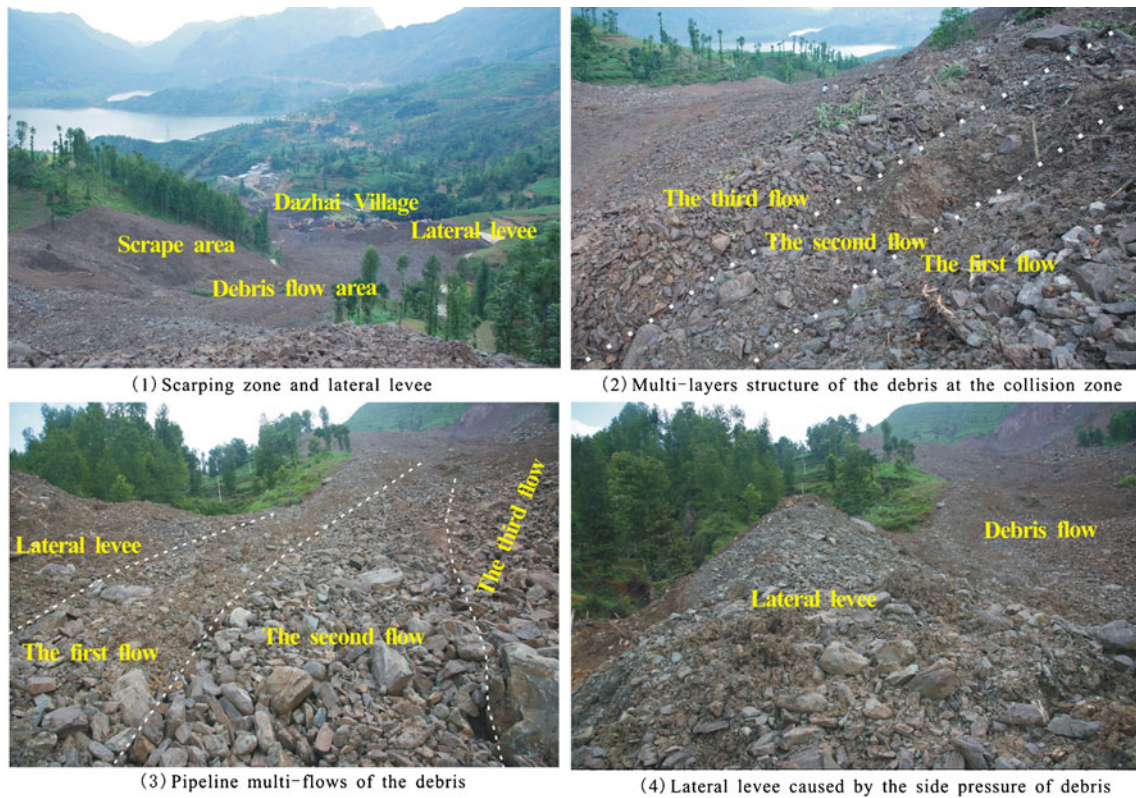 Dazhai Village
Lateral levee
Scrape area
Debris flow area
(1) Scarping zone and lateral levee
The third flow
The second flow
The first flow
(2) Multi-layers structure of the debris at the collision zone
Lateral levee
The third flow
The first flow
The second flow
(3) Pipeline multi-flows of the debris
Debris flow
Lateral levee
(4) Lateral levee caused by the side pressure of debris